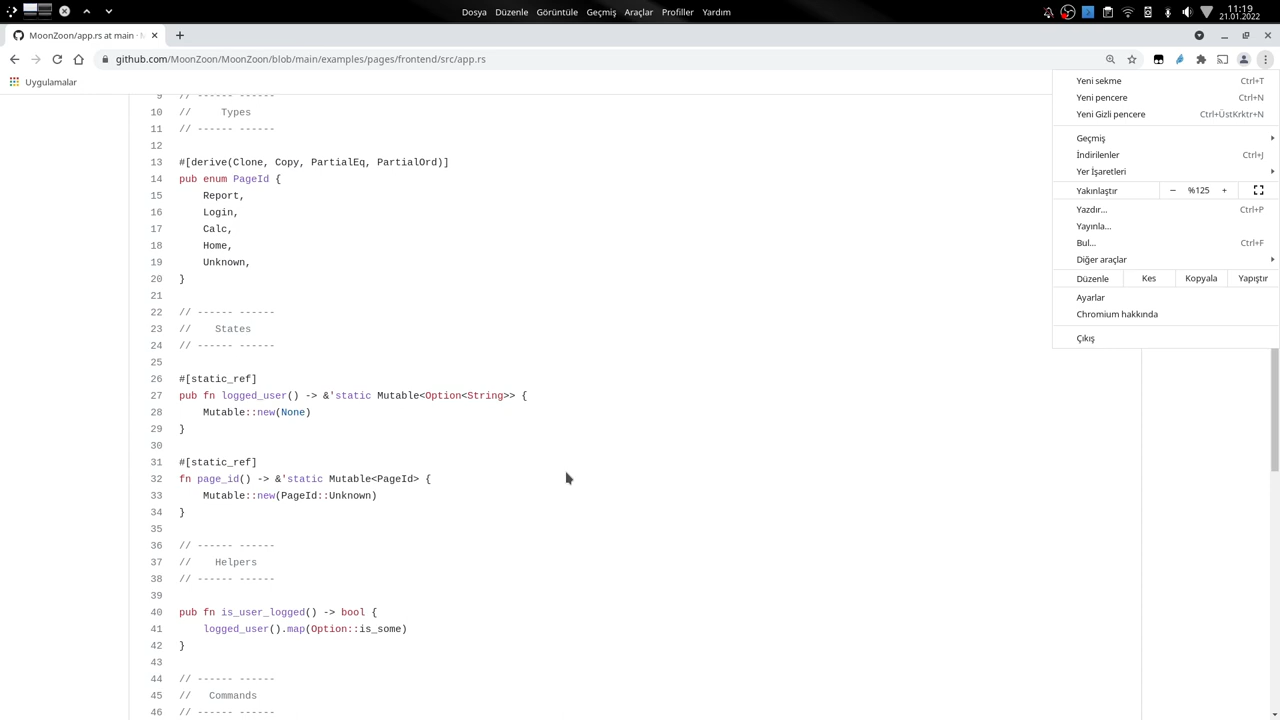 Dosya Düzenle Görüntüle Geçmiş Araçlar Profiller Yardım
11:19
21.01.2022
MoonZoon/app.rs at main ·
github.com/MoonZoon/MoonZoon/blob/main/examples/pages/frontend/src/app.rs
Uygulamalar
9 // ------ ------
10 // Types
11 // ------ ------
12
13 #[derive(Clone, Copy, PartialEq, PartialOrd)]
14 pub enum PageId {
15 Report,
16 Login,
17 Calc,
18 Home,
19 Unknown,
20 }
21
22 // ------ ------
23 // States
24 // ------ ------
25
26 #[static_ref]
27 pub fn logged_user() -> &'static Mutable<Option<String>> {
28 Mutable::new(None)
29 }
30
31 #[static_ref]
32 fn page_id() -> &'static Mutable<PageId> {
33 Mutable::new(PageId::Unknown)
34 }
35
36 // ------ ------
37 // Helpers
38 // ------ ------
39
40 pub fn is_user_logged() -> bool {
41 logged_user().map(Option::is_some)
42 }
43
44 // ------ ------
45 // Commands
46 // ------ ------
Yeni sekme Ctrl+T
Yeni pencere Ctrl+N
Yeni Gizli pencere Ctrl+ÜstKrktr+N
Geçmiş
İndirilenler Ctrl+J
Yer İşaretleri
Yakınlaştır − %125 +
Yazdır... Ctrl+P
Yayınla...
Bul... Ctrl+F
Diğer araçlar
Düzenle Kes Kopyala Yapıştır
Ayarlar
Chromium hakkında
Çıkış